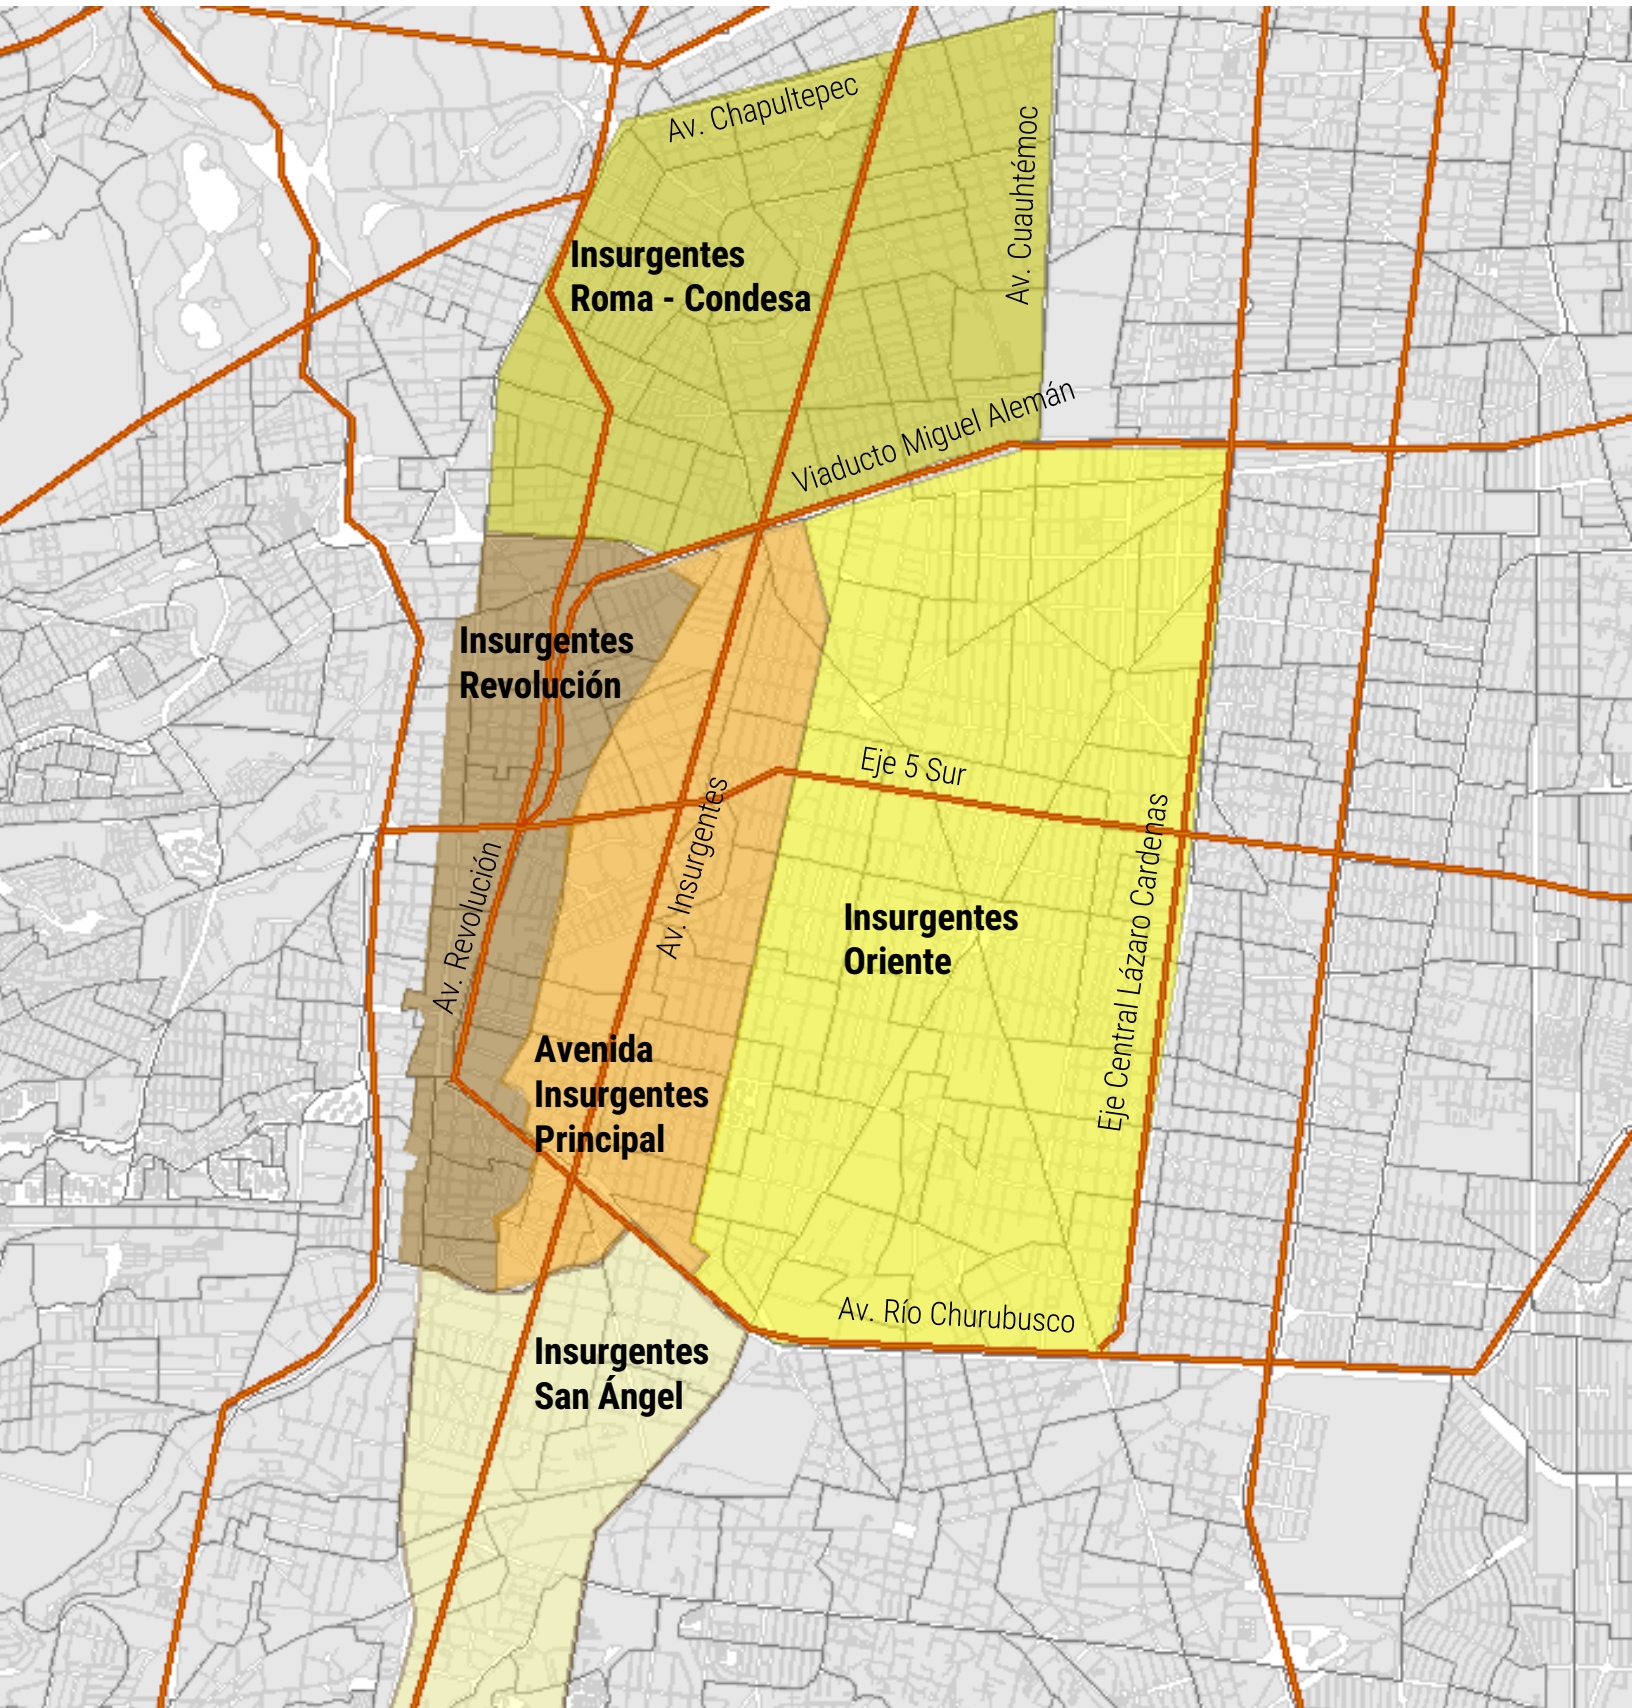 Av. Chapultepec
Av. Cuauhtémoc
Insurgentes
Roma - Condesa
Viaducto Miguel Alemán
Insurgentes
Revolución
Eje 5 Sur
Av. Insurgentes
Av. Revolución
Eje Central Lázaro Cardenas
Insurgentes
Oriente
Avenida
Insurgentes
Principal
Av. Río Churubusco
Insurgentes
San Ángel